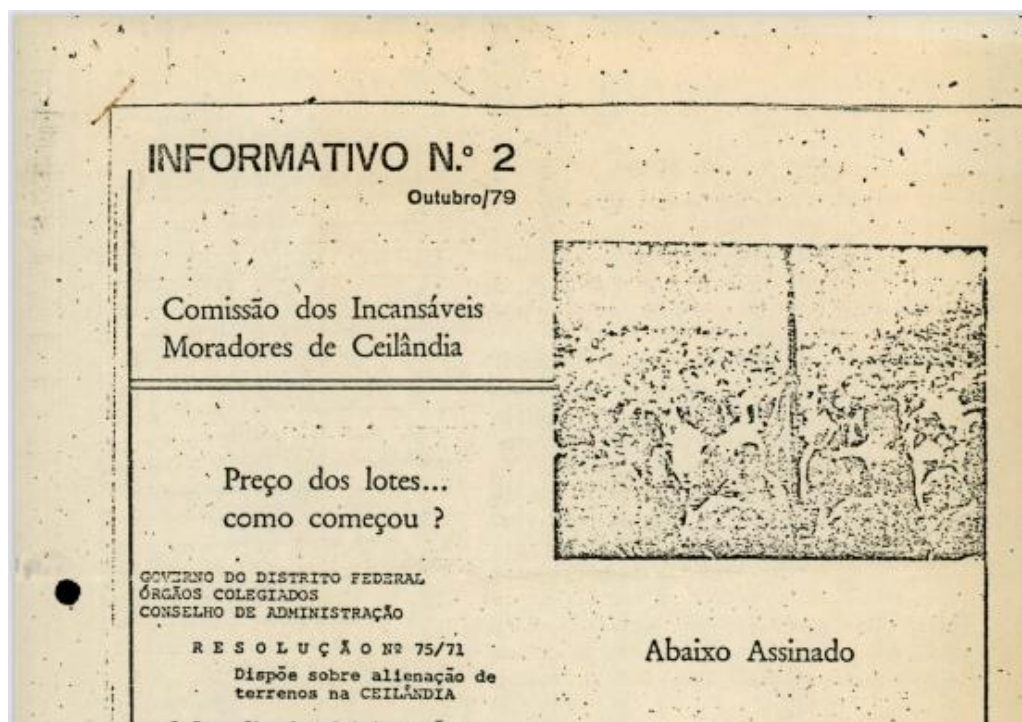 INFORMATIVO N.º 2
Outubro/79
Comissão dos Incansáveis
Moradores de Ceilândia
Preço dos lotes...
como começou ?
GOVERNO DO DISTRITO FEDERAL
ÓRGÃOS COLEGIADOS
CONSELHO DE ADMINISTRAÇÃO
R E S O L U Ç Ã O Nº 75/71
Dispõe sobre alienação de
terrenos na CEILÂNDIA
Abaixo Assinado